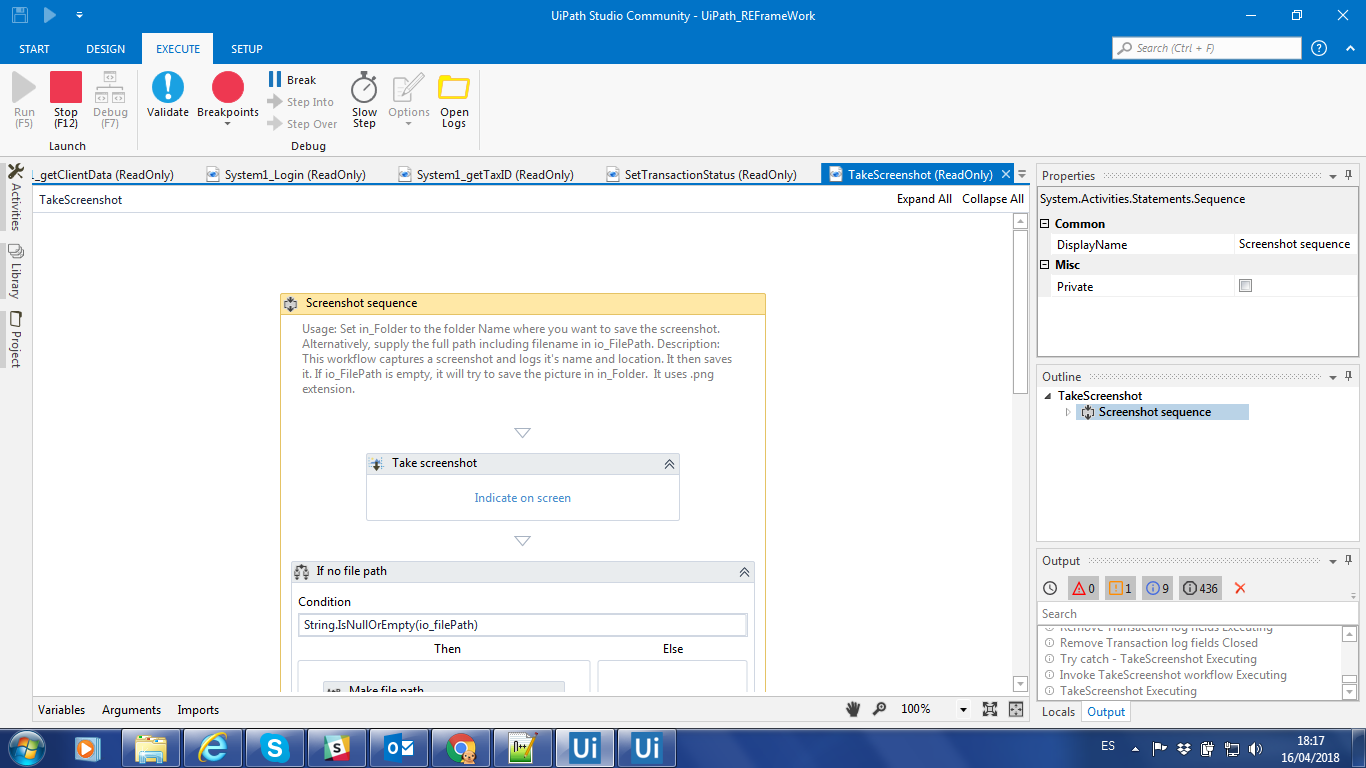 UiPath Studio Community - UiPath_REFrameWork
START DESIGN EXECUTE SETUP
Search (Ctrl + F)
Run (F5)
Stop (F12)
Debug (F7)
Launch
Validate
Breakpoints
Break
Step Into
Step Over
Slow Step
Options
Open Logs
Debug
_getClientData (ReadOnly) System1_Login (ReadOnly) System1_getTaxID (ReadOnly) SetTransactionStatus (ReadOnly) TakeScreenshot (ReadOnly)
Activities
Library
Project
TakeScreenshot
Expand All Collapse All
Screenshot sequence
Usage: Set in_Folder to the folder Name where you want to save the screenshot.
Alternatively, supply the full path including filename in io_FilePath. Description:
This workflow captures a screenshot and logs it's name and location. It then saves
it. If io_FilePath is empty, it will try to save the picture in in_Folder. It uses .png
extension.
Take screenshot
Indicate on screen
If no file path
Condition
String.IsNullOrEmpty(io_filePath)
Then Else
Make file path
Variables Arguments Imports
100%
Properties
System.Activities.Statements.Sequence
Common
DisplayName Screenshot sequence
Misc
Private
Outline
TakeScreenshot
Screenshot sequence
Output
0 1 9 436
Search
Remove Transaction log fields Executing
Remove Transaction log fields Closed
Try catch - TakeScreenshot Executing
Invoke TakeScreenshot workflow Executing
TakeScreenshot Executing
Locals Output
Ui Ui
ES
18:17
16/04/2018